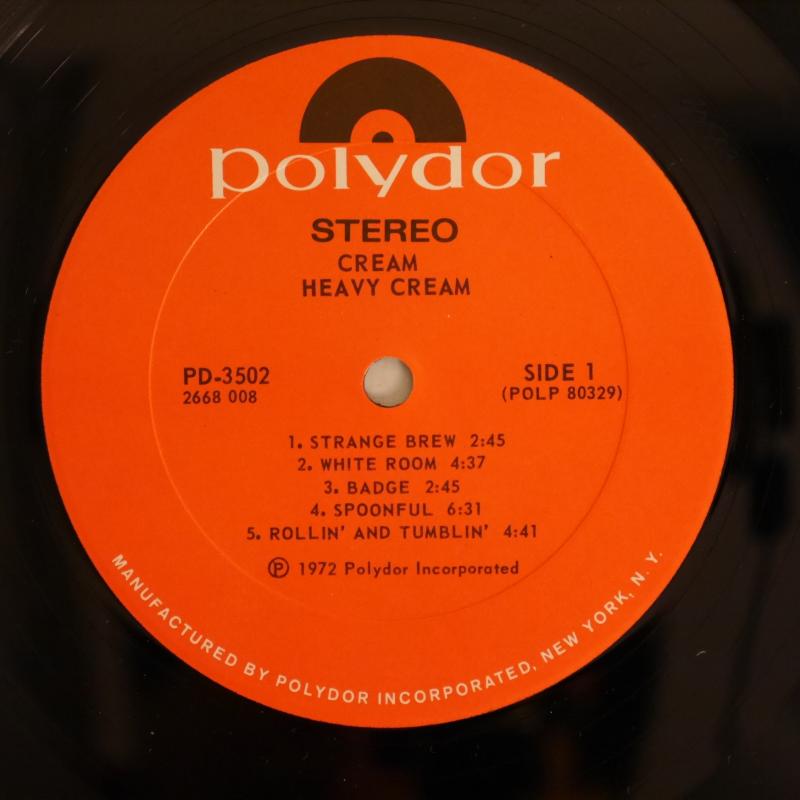 polydor
STEREO
CREAM
HEAVY CREAM
PD-3502
2668 008
SIDE 1
(POLP 80329)
1. STRANGE BREW 2:45
2. WHITE ROOM 4:37
3. BADGE 2:45
4. SPOONFUL 6:31
5. ROLLIN' AND TUMBLIN' 4:41
Ⓟ 1972 Polydor Incorporated
MANUFACTURED BY POLYDOR INCORPORATED, NEW YORK, N. Y.